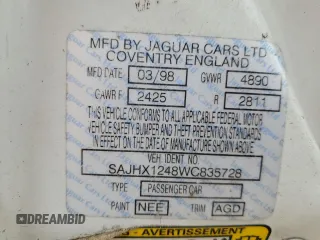 MFD BY JAGUAR CARS LTD
COVENTRY ENGLAND
MFD DATE 03/98 GVWR 4890
GAWR F 2425 R 2811
THIS VEHICLE CONFORMS TO ALL APPLICABLE FEDERAL MOTOR
VEHICLE SAFETY BUMPER AND THEFT PREVENTION STANDARDS
IN EFFECT ON THE DATE OF MANUFACTURE SHOWN ABOVE
VEH. IDENT NO.
SAJHX1248WC835728
TYPE PASSENGER CAR
PAINT NEE TRIM AGD
- AVERTISSEMENT
DREAMBID